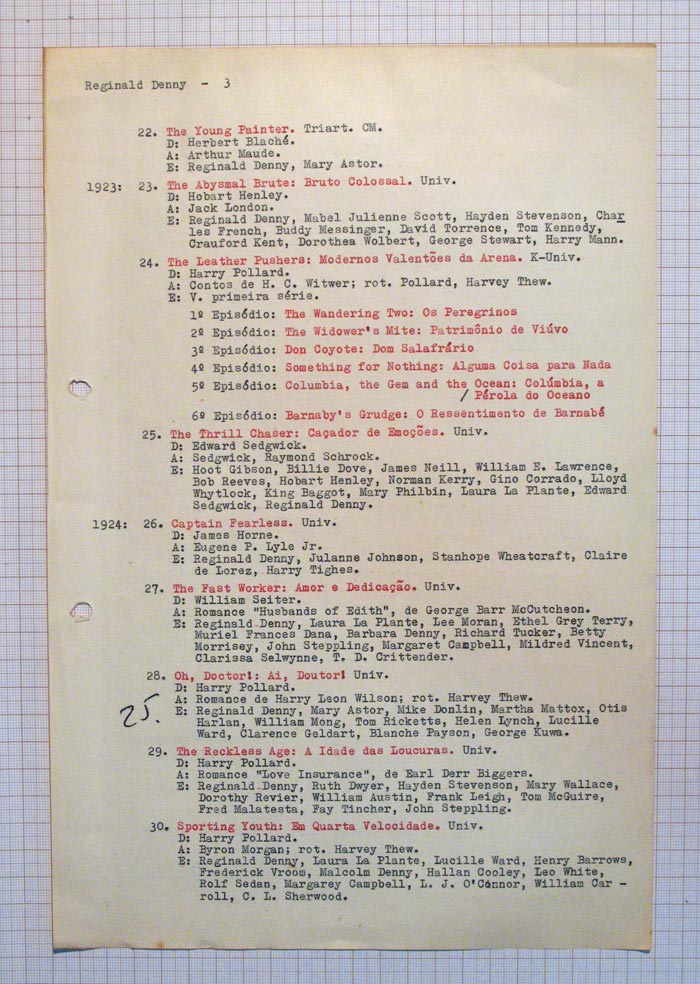 Reginald Denny - 3
22. The Young Painter. Triart. CM.
D: Herbert Blaché.
A: Arthur Maude.
E: Reginald Denny, Mary Astor.
1923: 23. The Abysmal Brute: Bruto Colossal. Univ.
D: Hobart Henley.
A: Jack London.
E: Reginald Denny, Mabel Julienne Scott, Hayden Stevenson, Char
les French, Buddy Messinger, David Torrence, Tom Kennedy,
Crauford Kent, Dorothea Wolbert, George Stewart, Harry Mann.
24. The Leather Pushers: Modernos Valentões da Arena. K-Univ.
D: Harry Pollard.
A: Contos de H. C. Witwer; rot. Pollard, Harvey Thew.
E: V. primeira série.
1º Episódio: The Wandering Two: Os Peregrinos
2º Episódio: The Widower's Mite: Patrimônio de Viúvo
3º Episódio: Don Coyote: Dom Salafrário
4º Episódio: Something for Nothing: Alguma Coisa para Nada
5º Episódio: Columbia, the Gem and the Ocean: Colúmbia, a
/ Pérola do Oceano
6º Episódio: Barnaby's Grudge: O Ressentimento de Barnabé
25. The Thrill Chaser: Caçador de Emoções. Univ.
D: Edward Sedgwick.
A: Sedgwick, Raymond Schrock.
E: Hoot Gibson, Billie Dove, James Neill, William E. Lawrence,
Bob Reeves, Hobart Henley, Norman Kerry, Gino Corrado, Lloyd
Whytlock, King Baggot, Mary Philbin, Laura La Plante, Edward
Sedgwick, Reginald Denny.
1924: 26. Captain Fearless. Univ.
D: James Horne.
A: Eugene P. Lyle Jr.
E: Reginald Denny, Julanne Johnson, Stanhope Wheatcraft, Claire
de Lorez, Harry Tighes.
27. The Fast Worker: Amor e Dedicação. Univ.
D: William Seiter.
A: Romance "Husbands of Edith", de George Barr McCutcheon.
E: Reginald Denny, Laura La Plante, Lee Moran, Ethel Grey Terry,
Muriel Frances Dana, Barbara Denny, Richard Tucker, Betty
Morrisey, John Steppling, Margaret Campbell, Mildred Vincent,
Clarissa Selwynne, T. D. Crittender.
28. Oh, Doctor!: Ai, Doutor! Univ.
D: Harry Pollard.
A: Romance de Harry Leon Wilson; rot. Harvey Thew.
25. E: Reginald Denny, Mary Astor, Mike Donlin, Martha Mattox, Otis
Harlan, William Mong, Tom Ricketts, Helen Lynch, Lucille
Ward, Clarence Geldart, Blanche Payson, George Kuwa.
29. The Reckless Age: A Idade das Loucuras. Univ.
D: Harry Pollard.
A: Romance "Love Insurance", de Earl Derr Biggers.
E: Reginald Denny, Ruth Dwyer, Hayden Stevenson, Mary Wallace,
Dorothy Revier, William Austin, Frank Leigh, Tom McGuire,
Fred Malatesta, Fay Tincher, John Steppling.
30. Sporting Youth: Em Quarta Velocidade. Univ.
D: Harry Pollard.
A: Byron Morgan; rot. Harvey Thew.
E: Reginald Denny, Laura La Plante, Lucille Ward, Henry Barrows,
Frederick Vroom, Malcolm Denny, Hallan Cooley, Leo White,
Rolf Sedan, Margarey Campbell, L. J. O'Connor, William Car -
roll, C. L. Sherwood.